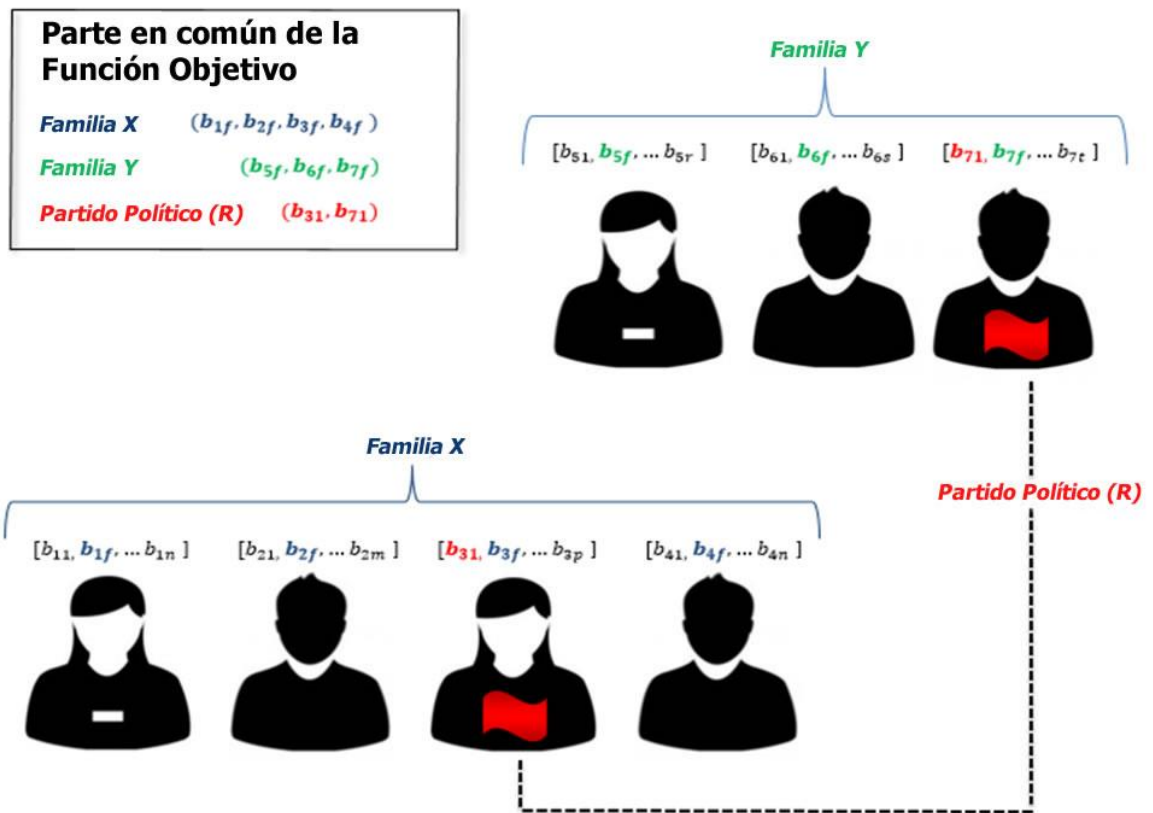 Parte en común de la
Función Objetivo
Familia X (b1f, b2f, b3f, b4f )
Familia Y (b5f, b6f, b7f)
Partido Político (R) (b31, b71)
Familia Y
[b51, b5f, ... b5r ] [b61, b6f, ... b6s ] [b71, b7f, ... b7t ]
Familia X
Partido Político (R)
[b11, b1f, ... b1n ] [b21, b2f, ... b2m ] [b31, b3f, ... b3p ] [b41, b4f, ... b4n ]